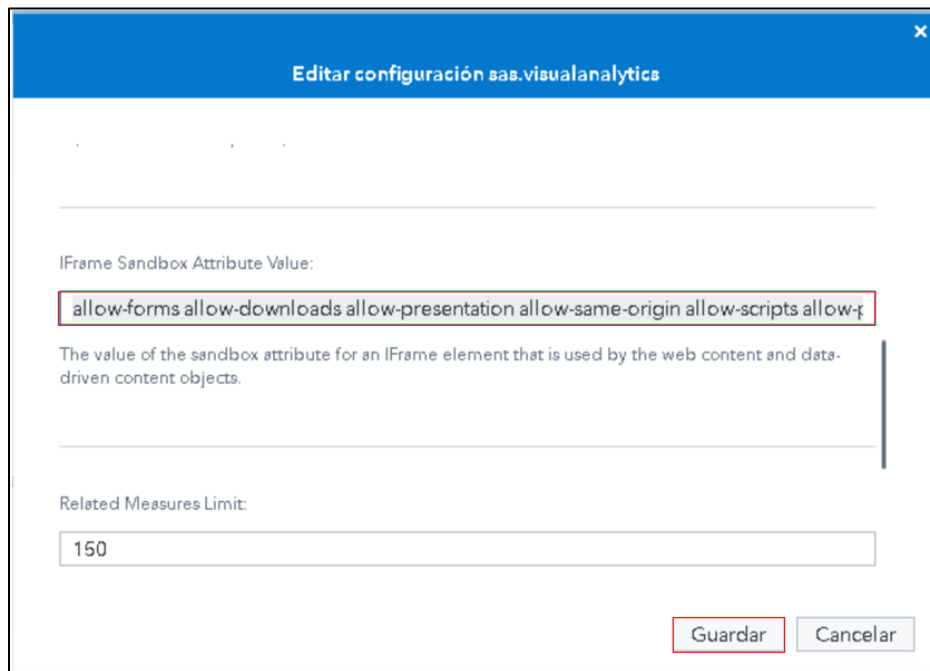 Editar configuración sas.visualanalytics
IFrame Sandbox Attribute Value:
allow-forms allow-downloads allow-presentation allow-same-origin allow-scripts allow-p
The value of the sandbox attribute for an IFrame element that is used by the web content and data-
driven content objects.
Related Measures Limit:
150
Guardar Cancelar